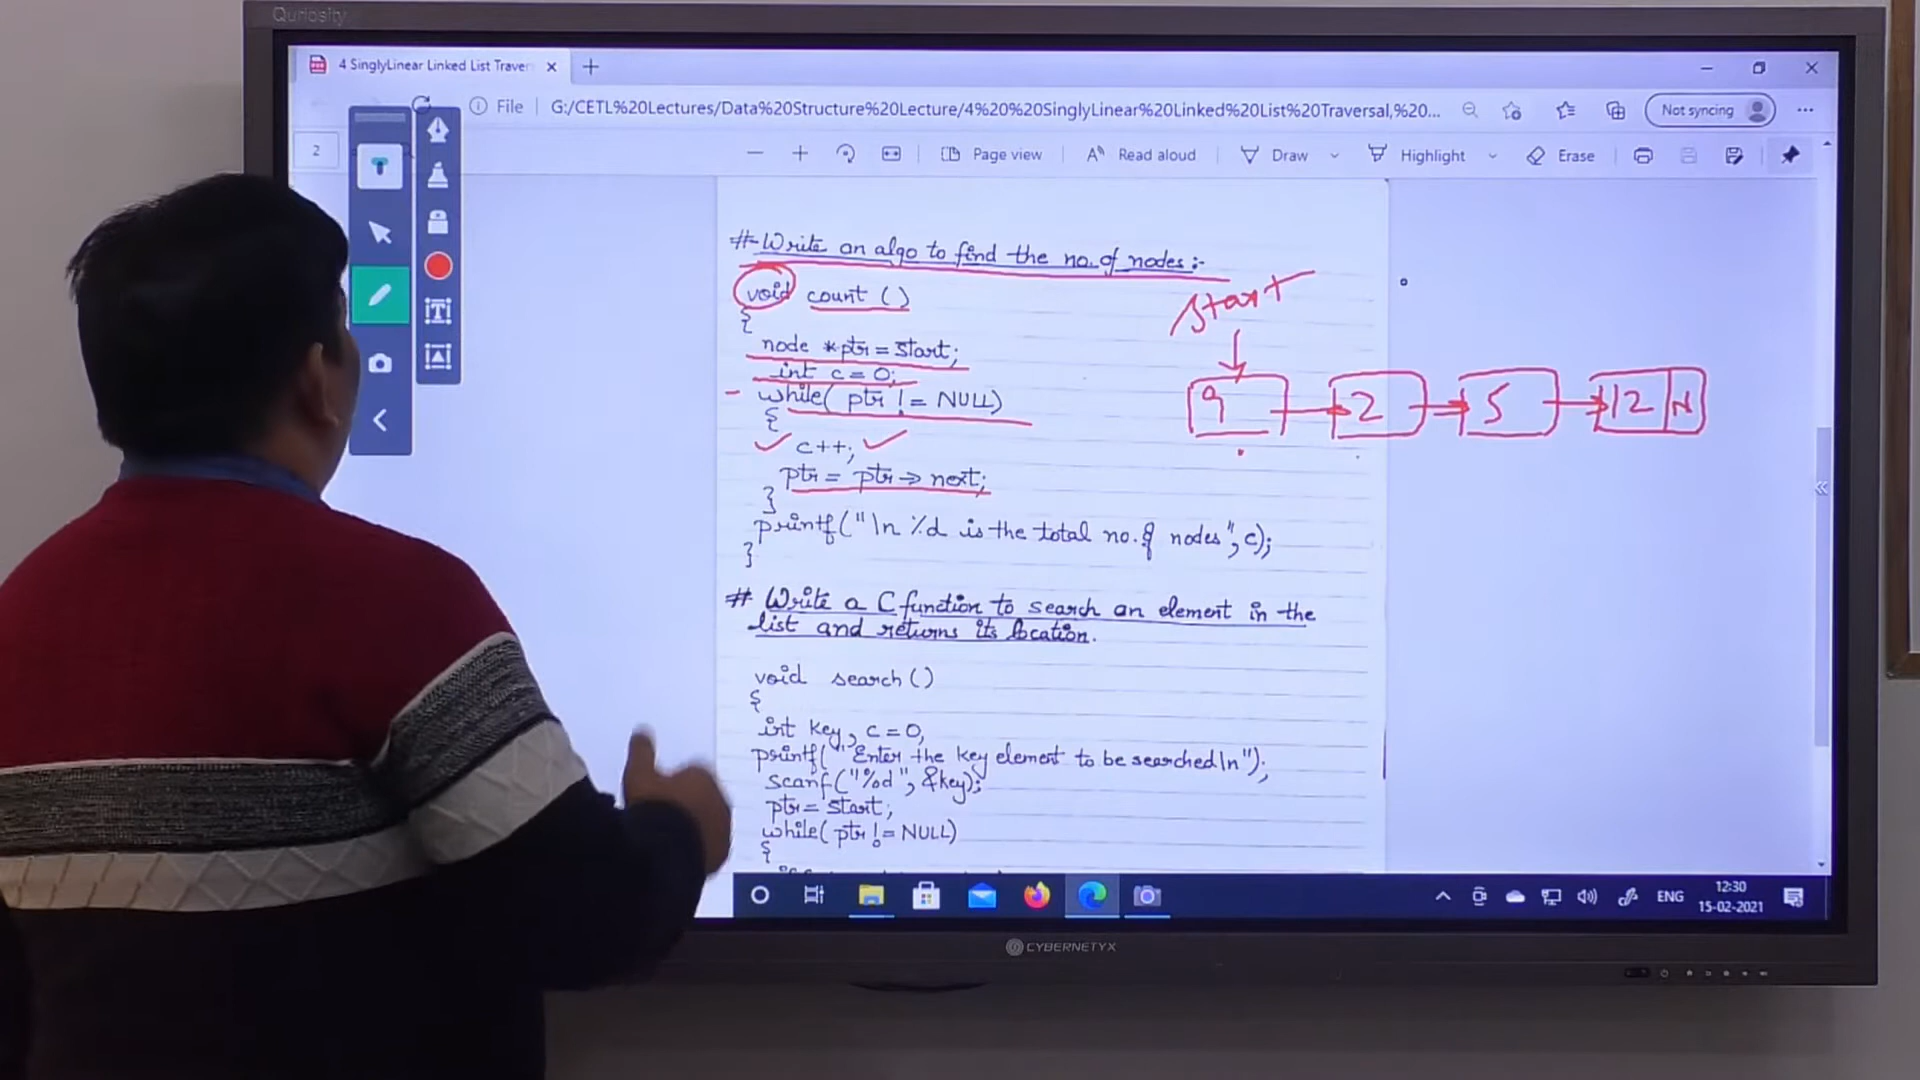 Quriosity
4 SinglyLinear Linked List Traver
File
G:/CETL%20Lectures/Data%20Structure%20Lecture/4%20%20SinglyLinear%20Linked%20List%20Traversal,%20...
Not syncing
2
Page view
Read aloud
Draw
Highlight
Erase
# Write an algo to find the no. of nodes:-
void count ()
{
node *ptr = start;
int c = 0;
while( ptr != NULL)
{
c++;
ptr = ptr → next;
}
printf("\n %d is the total no. of nodes", c);
}
start
9 2 5 12 N
# Write a C function to search an element in the
list and returns its location.
void search ()
{
int key, c = 0,
printf("Enter the key element to be searched\n");
scanf("%d", &key);
ptr = start;
while( ptr != NULL)
{
ENG
12:30
15-02-2021
CYBERNETYX